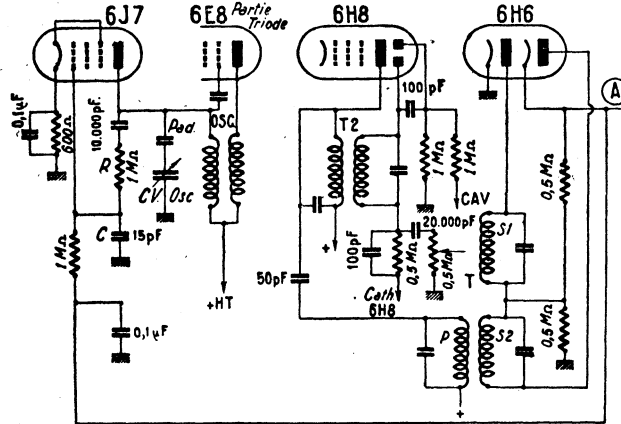 6J7
6E8 Partie
Triode
6H8
6H6
A
0,1µF
600Ω
10.000 pF.
R
1MΩ
Pad.
CV Osc
OSC.
100 pF
T2
1MΩ
1MΩ
CAV
0,5MΩ
C
15pF
1MΩ
0,1µF
+HT
50pF
+
100pF
20.000pF
0,5MΩ
0,5MΩ
Cath
6H8
S1
T
P
S2
0,5MΩ
+